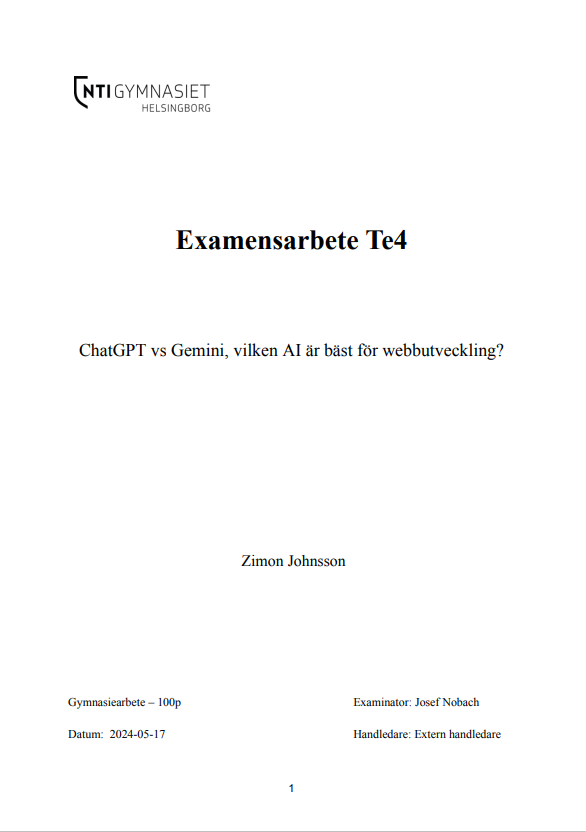 NTI GYMNASIET
HELSINGBORG
Examensarbete Te4
ChatGPT vs Gemini, vilken AI är bäst för webbutveckling?
Zimon Johnsson
Gymnasiearbete – 100p
Examinator: Josef Nobach
Datum: 2024-05-17
Handledare: Extern handledare
1